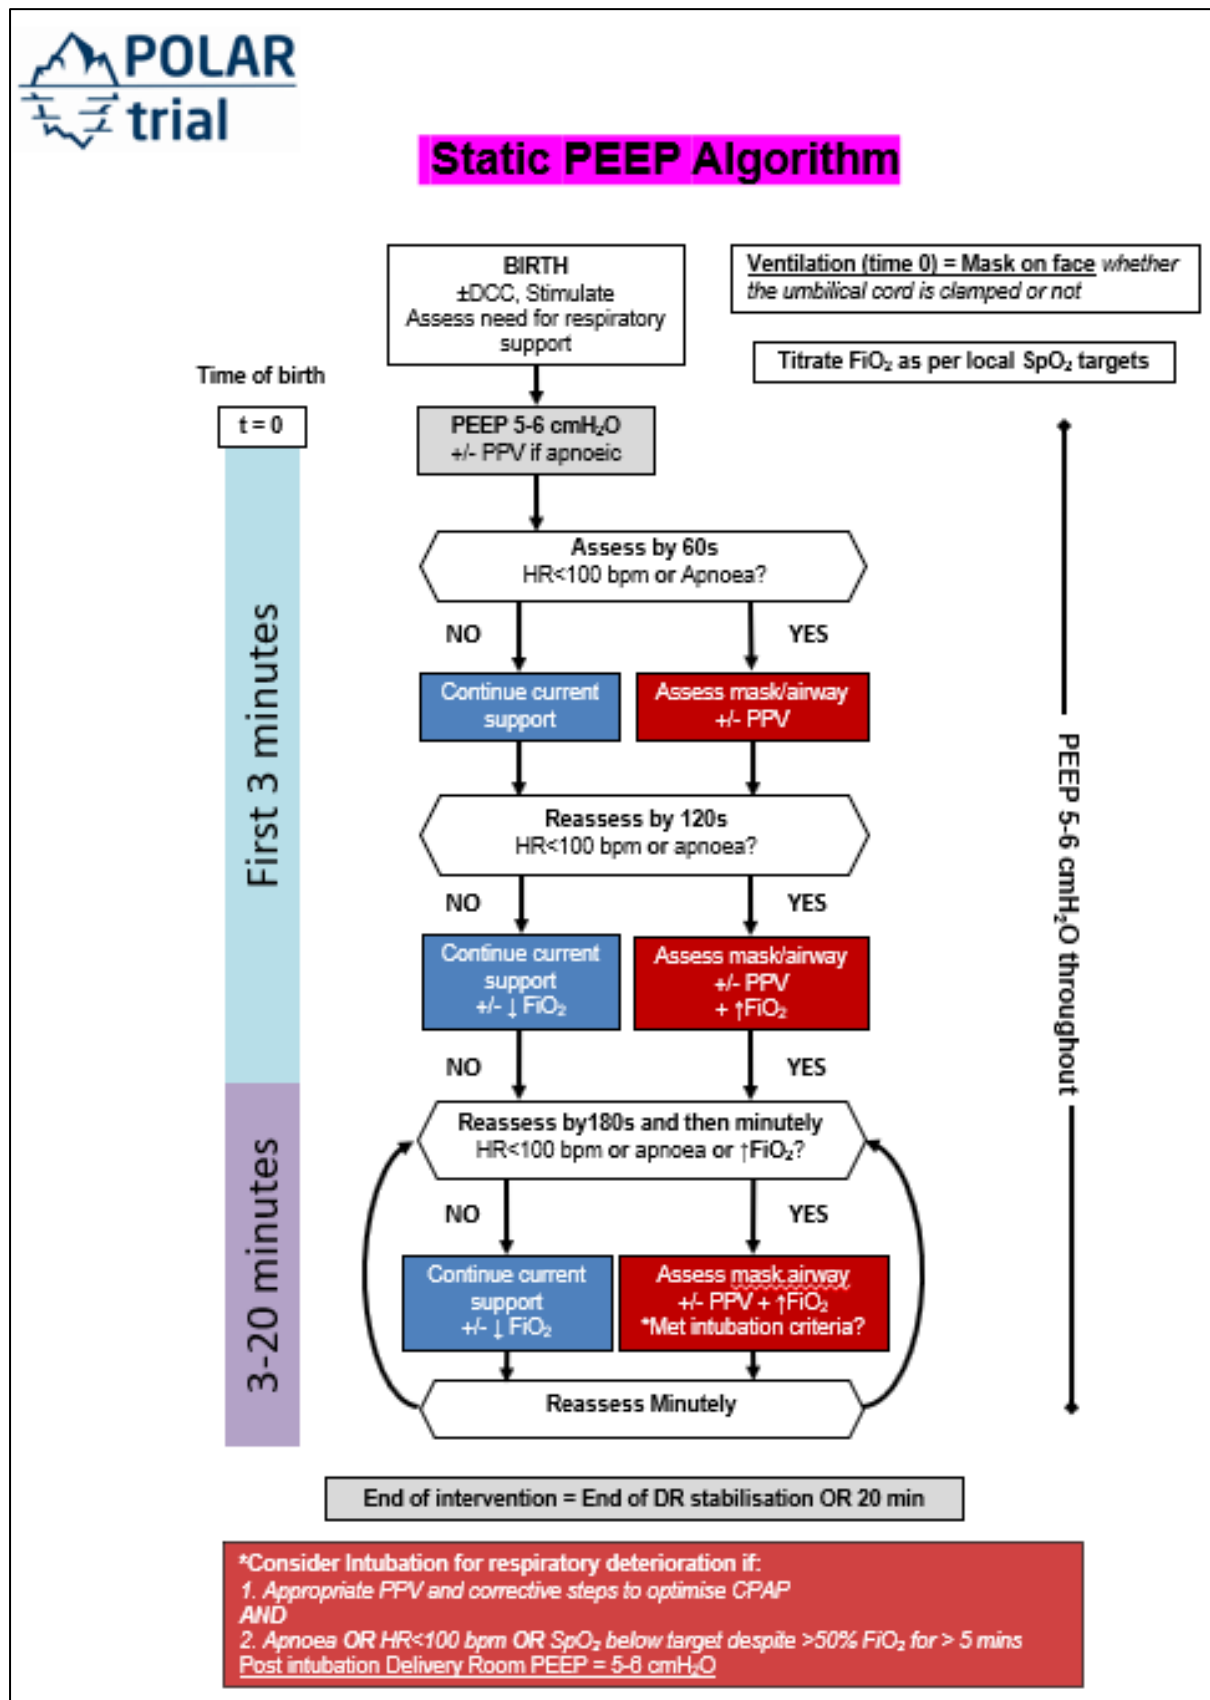 POLAR
trial
Static PEEP Algorithm
BIRTH
±DCC, Stimulate
Assess need for respiratory
support
Ventilation (time 0) = Mask on face whether
the umbilical cord is clamped or not
Titrate FiO₂ as per local SpO₂ targets
Time of birth
t = 0
PEEP 5-6 cmH₂O
+/- PPV if apnoeic
First 3 minutes
Assess by 60s
HR<100 bpm or Apnoea?
NO
YES
Continue current
support
Assess mask/airway
+/- PPV
Reassess by 120s
HR<100 bpm or apnoea?
NO
YES
Continue current
support
+/- ↓ FiO₂
Assess mask/airway
+/- PPV
+ ↑FiO₂
NO
YES
PEEP 5-6 cmH₂O throughout
3-20 minutes
Reassess by180s and then minutely
HR<100 bpm or apnoea or ↑FiO₂?
NO
YES
Continue current
support
+/- ↓ FiO₂
Assess mask.airway
+/- PPV + ↑FiO₂
*Met intubation criteria?
Reassess Minutely
End of intervention = End of DR stabilisation OR 20 min
*Consider Intubation for respiratory deterioration if:
1. Appropriate PPV and corrective steps to optimise CPAP
AND
2. Apnoea OR HR<100 bpm OR SpO₂ below target despite >50% FiO₂ for > 5 mins
Post intubation Delivery Room PEEP = 5-6 cmH₂O